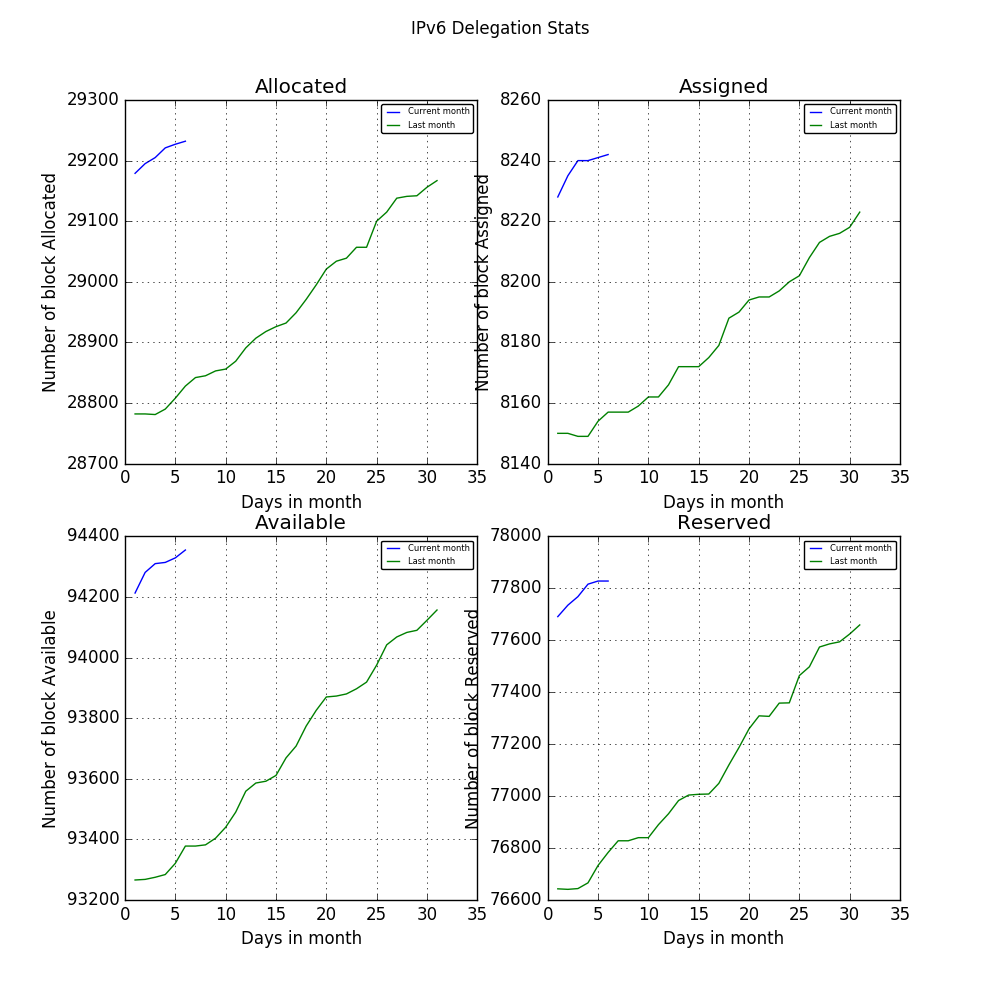 IPv6 Delegation Stats
Allocated
Number of block Allocated
29300
29200
29100
29000
28900
28800
28700
Current month
Last month
0 5 10 15 20 25 30 35
Days in month
Assigned
Number of block Assigned
8260
8240
8220
8200
8180
8160
8140
Current month
Last month
0 5 10 15 20 25 30 35
Days in month
Available
Number of block Available
94400
94200
94000
93800
93600
93400
93200
Current month
Last month
0 5 10 15 20 25 30 35
Days in month
Reserved
Number of block Reserved
78000
77800
77600
77400
77200
77000
76800
76600
Current month
Last month
0 5 10 15 20 25 30 35
Days in month